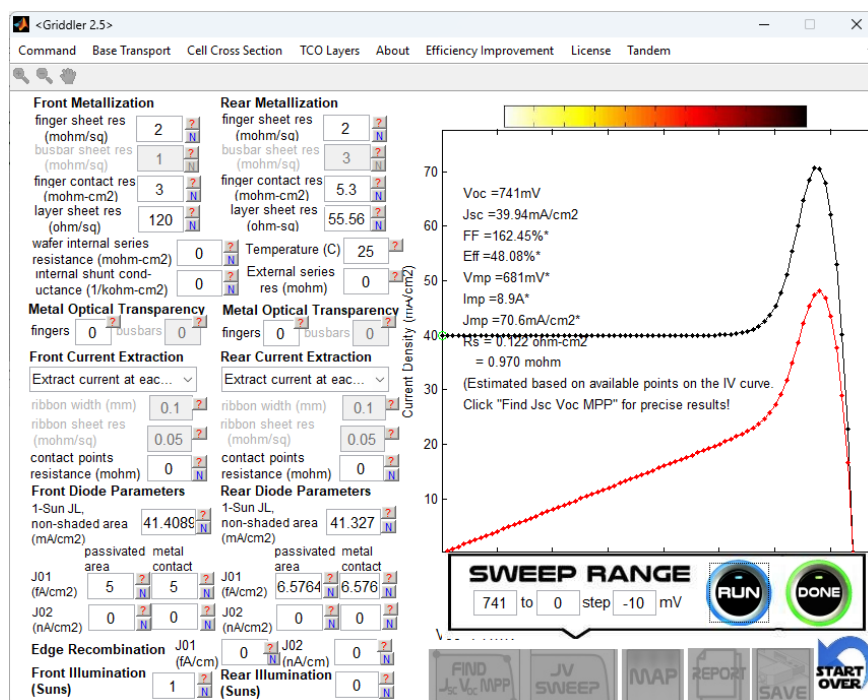 <Griddler 2.5>
Command Base Transport Cell Cross Section TCO Layers About Efficiency Improvement License Tandem
Front Metallization
finger sheet res
(mohm/sq) 2 ? N
busbar sheet res
(mohm/sq) 1 ? N
finger contact res
(mohm-cm2) 3 ? N
layer sheet res
(ohm/sq) 120 ? N
Rear Metallization
finger sheet res
(mohm/sq) 2 ? N
busbar sheet res
(mohm/sq) 3 ? N
finger contact res
(mohm-cm2) 5.3 ? N
layer sheet res
(ohm-sq) 55.56 ? N
wafer internal series
resistance (mohm-cm2) 0 ? N
Temperature (C) 25 ?
internal shunt cond-
uctance (1/kohm-cm2) 0 ? N
External series
res (mohm) 0 ?
Metal Optical Transparency
fingers 0 ? busbars 0 ?
Metal Optical Transparency
fingers 0 ? busbars 0 ?
Front Current Extraction
Extract current at eac...
ribbon width (mm) 0.1 ?
ribbon sheet res
(mohm/sq) 0.05 ?
contact points
resistance (mohm) 0 ? N
Rear Current Extraction
Extract current at eac...
ribbon width (mm) 0.1 ?
ribbon sheet res
(mohm/sq) 0.05 ?
contact points
resistance (mohm) 0 ? N
Front Diode Parameters
1-Sun JL,
non-shaded area
(mA/cm2) 41.4089 ? N
passivated area
metal contact
J01
(fA/cm2) 5 ? N 5 ? N
J02
(nA/cm2) 0 ? N 0 ? N
Rear Diode Parameters
1-Sun JL,
non-shaded area
(mA/cm2) 41.327 ? N
passivated area
metal contact
J01
(fA/cm2) 6.5764 ? N 6.576 ? N
J02
(nA/cm2) 0 ? N 0 ? N
Edge Recombination J01
(fA/cm) 0 ? N
J02
(nA/cm) 0 ? N
Front Illumination
(Suns) 1 ? N
Rear Illumination
(Suns) 0 ? N
Current Density (mA/cm2)
70
60
50
40
30
20
10
Voc =741mV
Jsc =39.94mA/cm2
FF =162.45%*
Eff =48.08%*
Vmp =681mV*
Imp =8.9A*
Jmp =70.6mA/cm2*
Rs = 0.122 ohm-cm2
= 0.970 mohm
(Estimated based on available points on the IV curve.
Click "Find Jsc Voc MPP" for precise results!
SWEEP RANGE
741 to 0 step -10 mV
RUN
DONE
FIND
JSC VOC MPP
JV
SWEEP
MAP
REPORT
SAVE
START
OVER